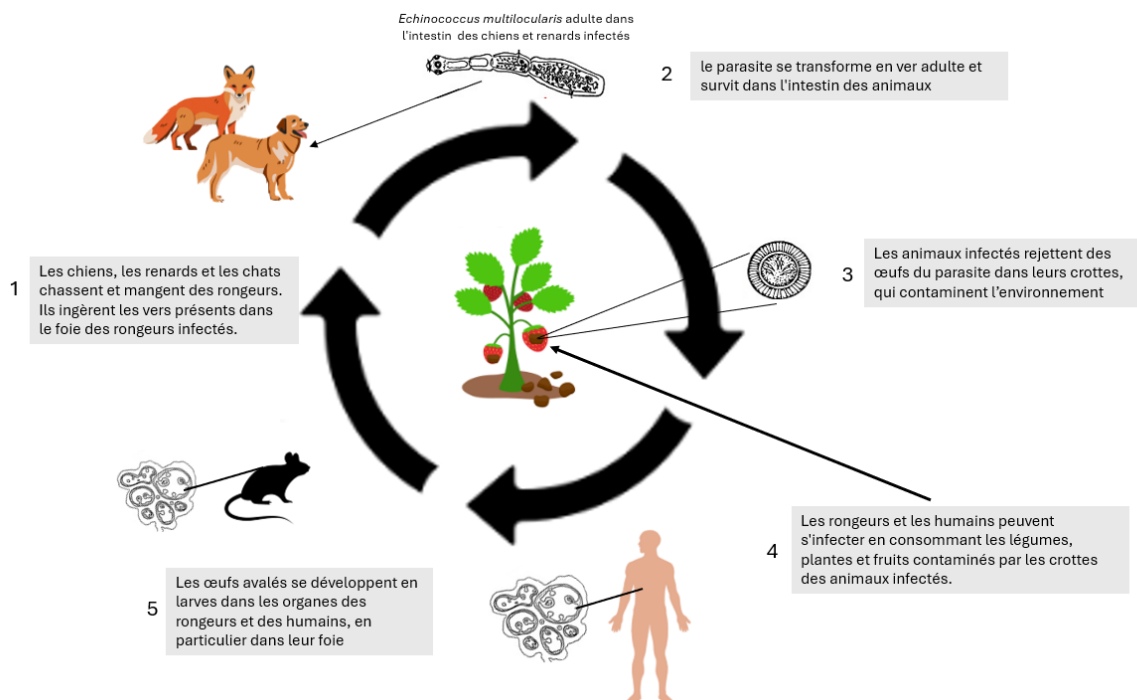 Echinococcus multilocularis adulte dans
l'intestin des chiens et renards infectés
2
le parasite se transforme en ver adulte et
survit dans l'intestin des animaux
1
Les chiens, les renards et les chats
chassent et mangent des rongeurs.
Ils ingèrent les vers présents dans
le foie des rongeurs infectés.
3
Les animaux infectés rejettent des
œufs du parasite dans leurs crottes,
qui contaminent l’environnement
4
Les rongeurs et les humains peuvent
s'infecter en consommant les légumes,
plantes et fruits contaminés par les crottes
des animaux infectés.
5
Les œufs avalés se développent en
larves dans les organes des
rongeurs et des humains, en
particulier dans leur foie